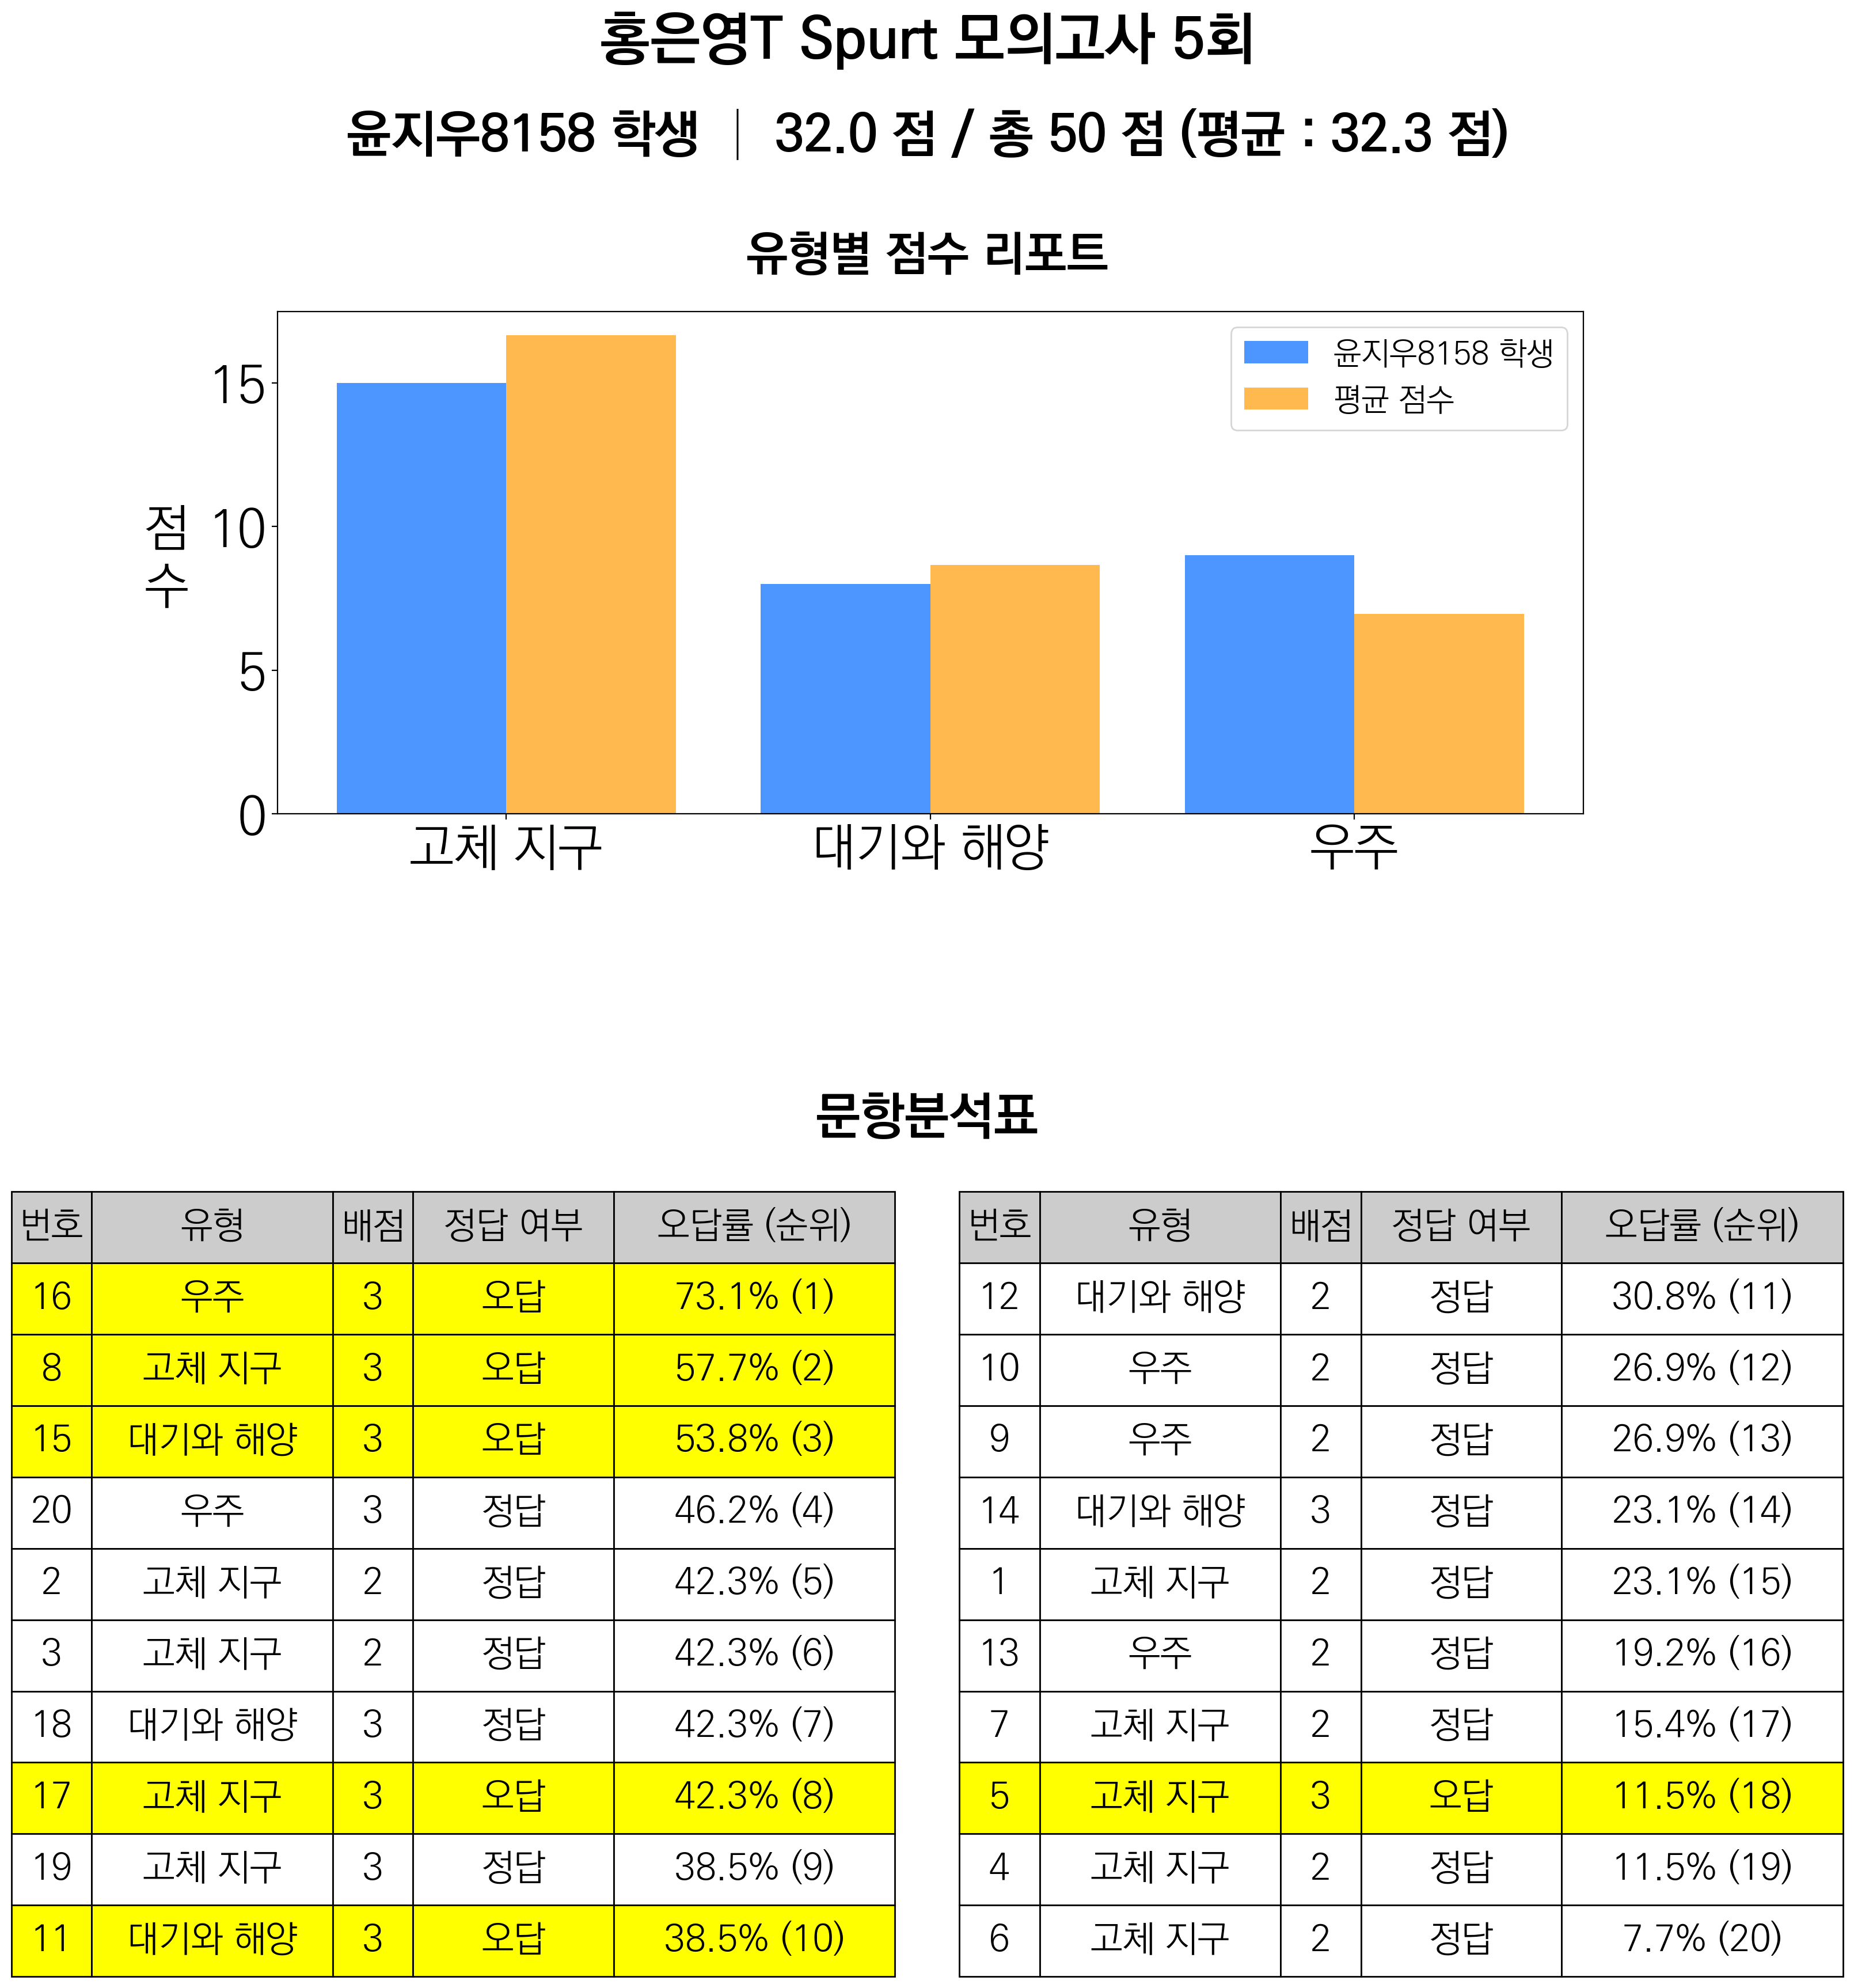 홍은영T Spurt 모의고사 5회
윤지우8158 학생 | 32.0 점 / 총 50 점 (평균 : 32.3 점)
유형별 점수 리포트
윤지우8158 학생
평균 점수
점
수
15
10
5
0
고체 지구 대기와 해양 우주
문항분석표
번호 유형 배점 정답 여부 오답률 (순위)
16 우주 3 오답 73.1% (1)
8 고체 지구 3 오답 57.7% (2)
15 대기와 해양 3 오답 53.8% (3)
20 우주 3 정답 46.2% (4)
2 고체 지구 2 정답 42.3% (5)
3 고체 지구 2 정답 42.3% (6)
18 대기와 해양 3 정답 42.3% (7)
17 고체 지구 3 오답 42.3% (8)
19 고체 지구 3 정답 38.5% (9)
11 대기와 해양 3 오답 38.5% (10)
번호 유형 배점 정답 여부 오답률 (순위)
12 대기와 해양 2 정답 30.8% (11)
10 우주 2 정답 26.9% (12)
9 우주 2 정답 26.9% (13)
14 대기와 해양 3 정답 23.1% (14)
1 고체 지구 2 정답 23.1% (15)
13 우주 2 정답 19.2% (16)
7 고체 지구 2 정답 15.4% (17)
5 고체 지구 3 오답 11.5% (18)
4 고체 지구 2 정답 11.5% (19)
6 고체 지구 2 정답 7.7% (20)